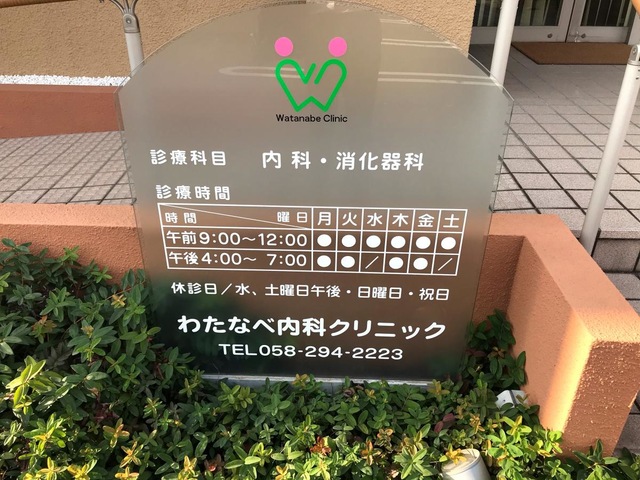 Watanabe Clinic
診療科目 内科・消化器科
診療時間
時間 曜日 月 火 水 木 金 土
午前 9:00〜12:00 ● ● ● ● ● ●
午後 4:00〜 7:00 ● ● / ● ● /
休診日/水、土曜日午後・日曜日・祝日
わたなべ内科クリニック
TEL 058-294-2223